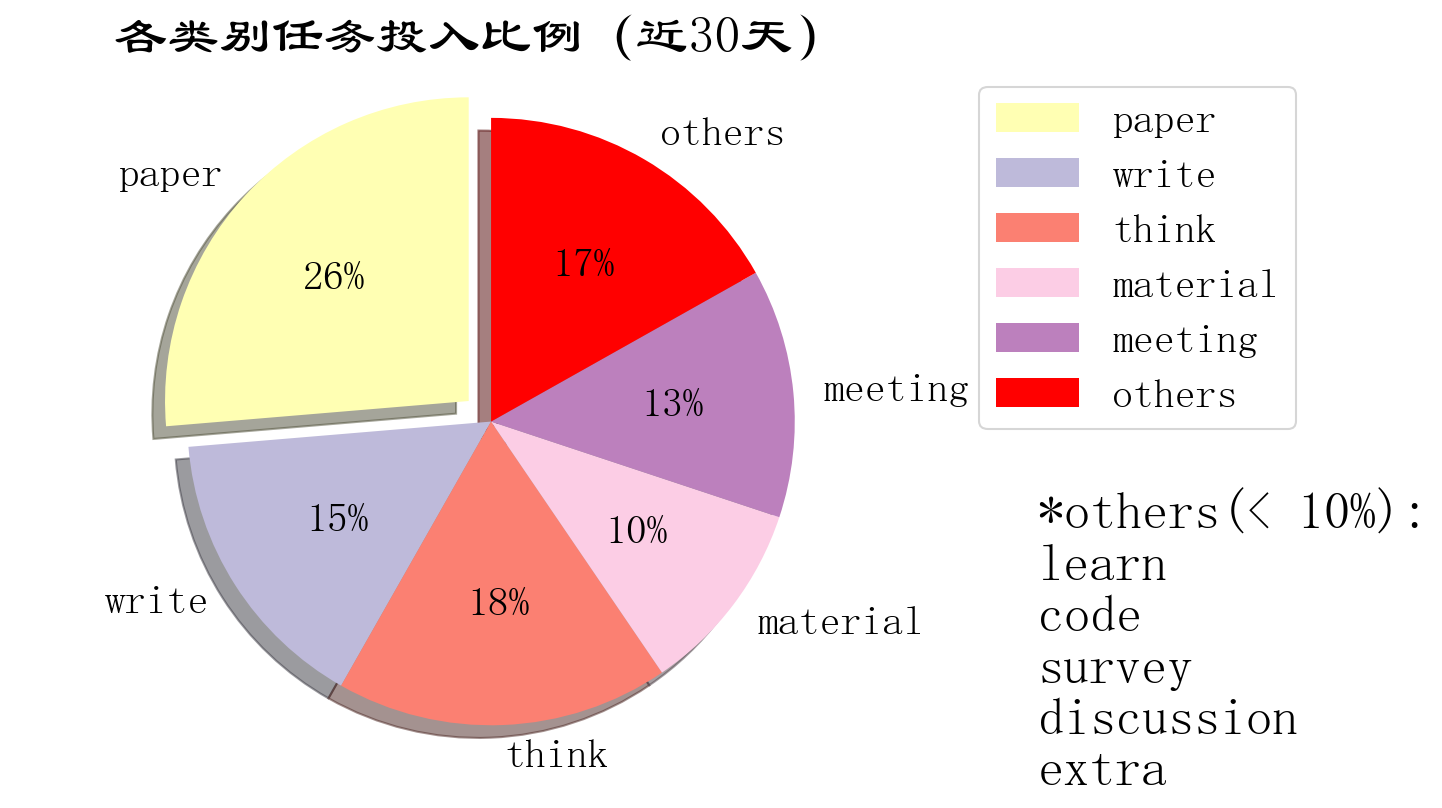 各类别任务投入比例 (近30天)
others
paper
17%
26%
meeting
13%
15%
10%
write
18%
material
think
paper
write
think
material
meeting
others
*others(< 10%):
learn
code
survey
discussion
extra